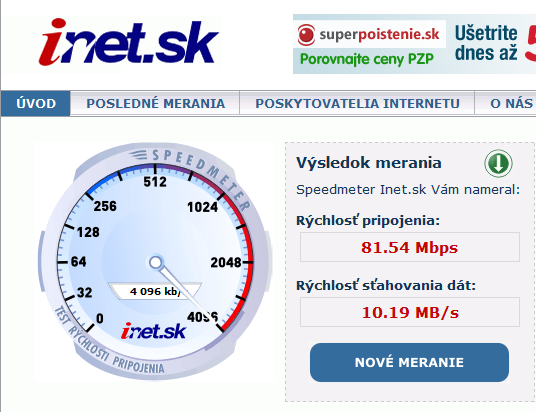 inet.sk
superpoistenie.sk
Porovnajte ceny PZP
Ušetrite
dnes až
5
ÚVOD
POSLEDNÉ MERANIA
POSKYTOVATELIA INTERNETU
O NÁS
SPEEDMETER
512
256
1024
128
64
2048
32
4 096 kb/
0
4096
inet.sk
TEST RÝCHLOSTI PRIPOJENIA
Výsledok merania
Speedmeter Inet.sk Vám nameral:
Rýchlosť pripojenia:
81.54 Mbps
Rýchlosť sťahovania dát:
10.19 MB/s
NOVÉ MERANIE